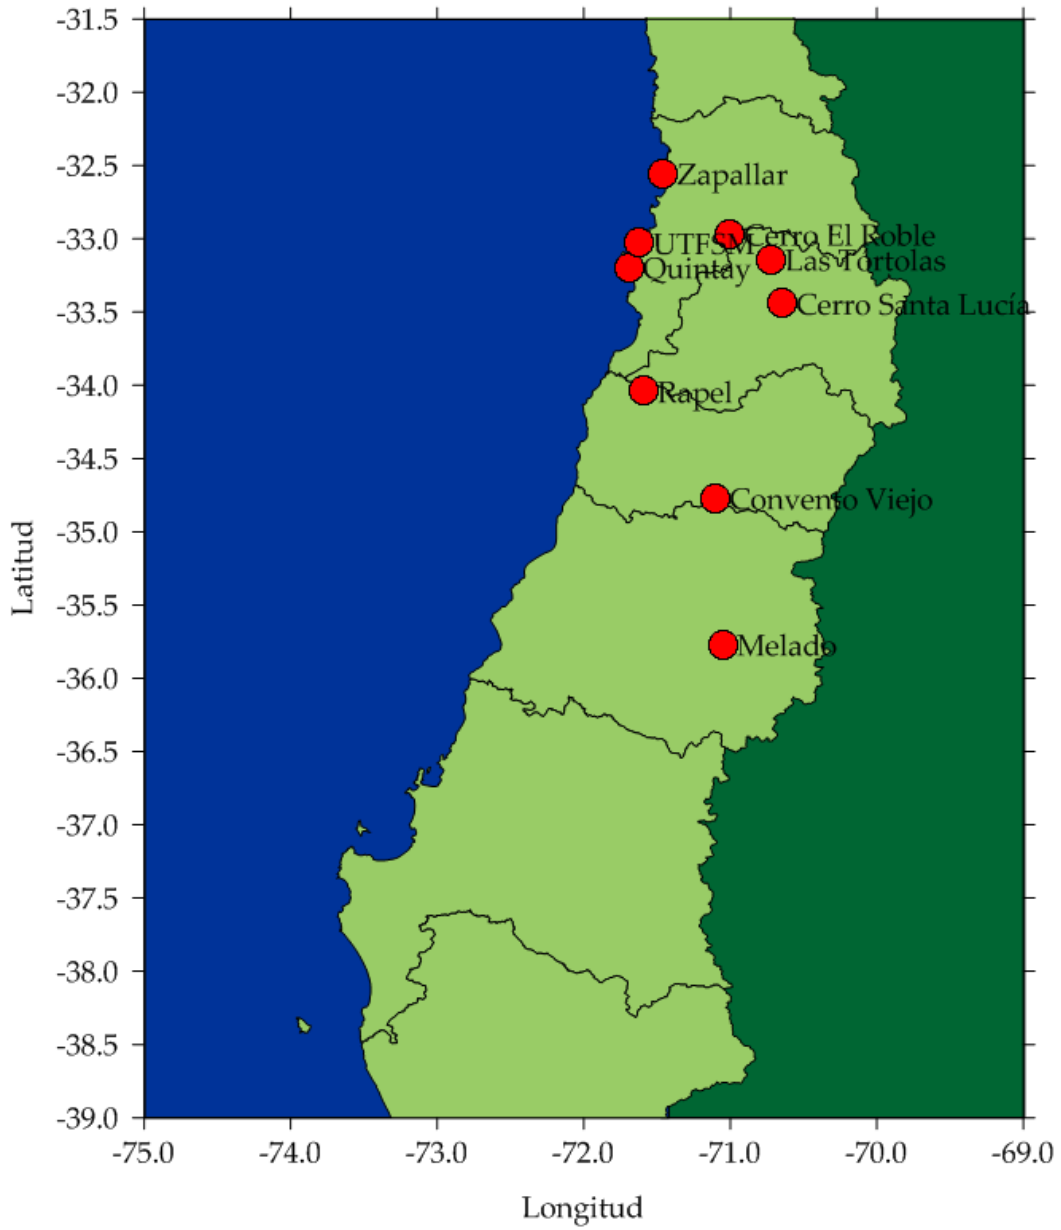 -31.5
-32.0
-32.5
Zapallar
-33.0
Cerro El Roble
UTFSM
Las Tórtolas
Quintay
-33.5
Cerro Santa Lucía
-34.0
Rapel
-34.5
Convento Viejo
-35.0
Latitud
-35.5
Melado
-36.0
-36.5
-37.0
-37.5
-38.0
-38.5
-39.0
-75.0 -74.0 -73.0 -72.0 -71.0 -70.0 -69.0
Longitud